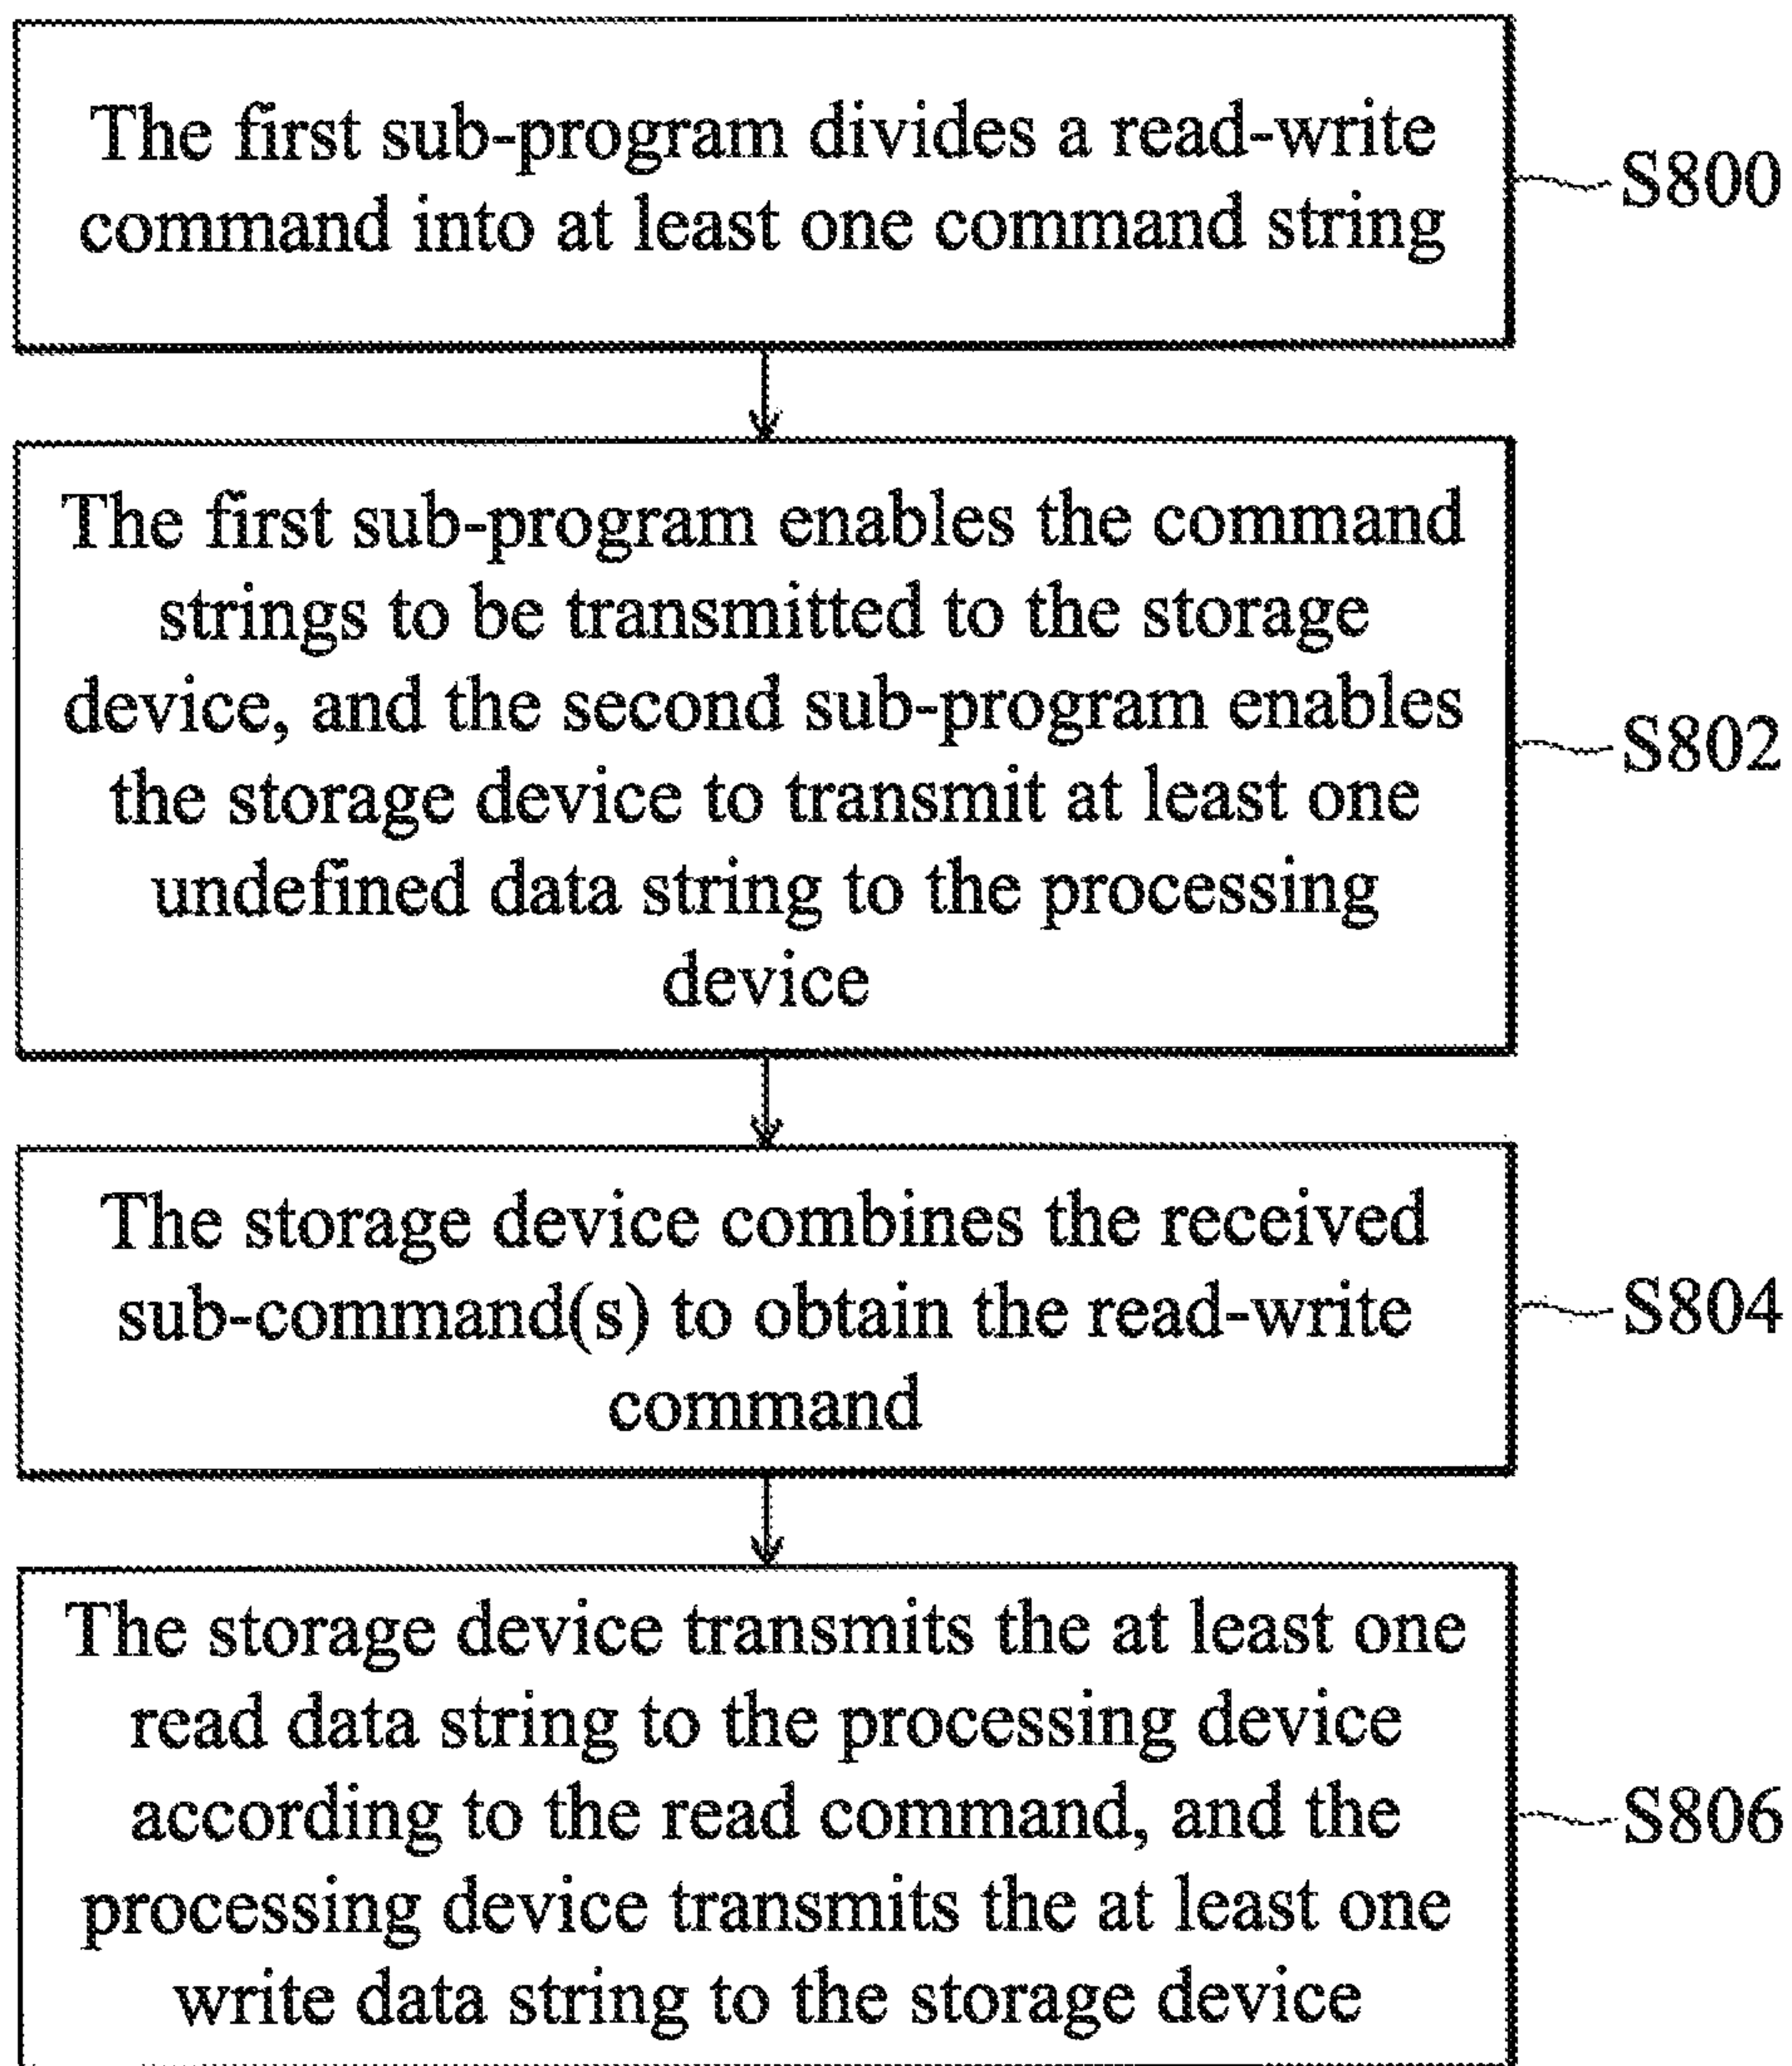 The first sub-program divides a read-write
command into at least one command string
S800
The first sub-program enables the command
strings to be transmitted to the storage
device, and the second sub-program enables
the storage device to transmit at least one
undefined data string to the processing
device
S802
The storage device combines the received
sub-command(s) to obtain the read-write
command
S804
The storage device transmits the at least one
read data string to the processing device
according to the read command, and the
processing device transmits the at least one
write data string to the storage device
S806